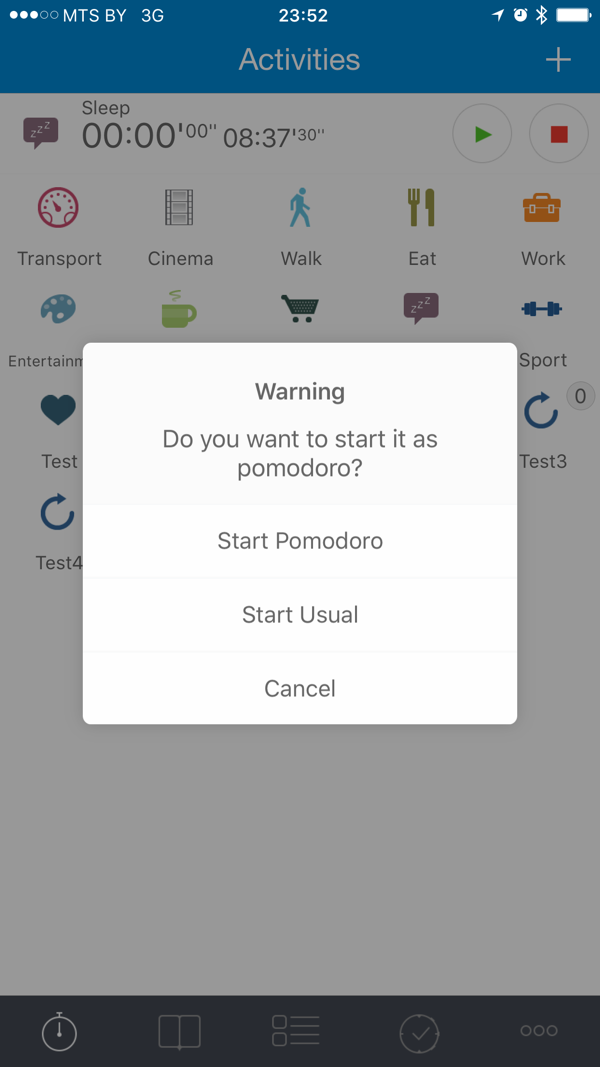 MTS BY 3G 23:52
Activities
Sleep
00:00'00'' 08:37'30''
Transport Cinema Walk Eat Work
Entertainm Sport
0
Test Test3
Test4
Warning
Do you want to start it as
pomodoro?
Start Pomodoro
Start Usual
Cancel